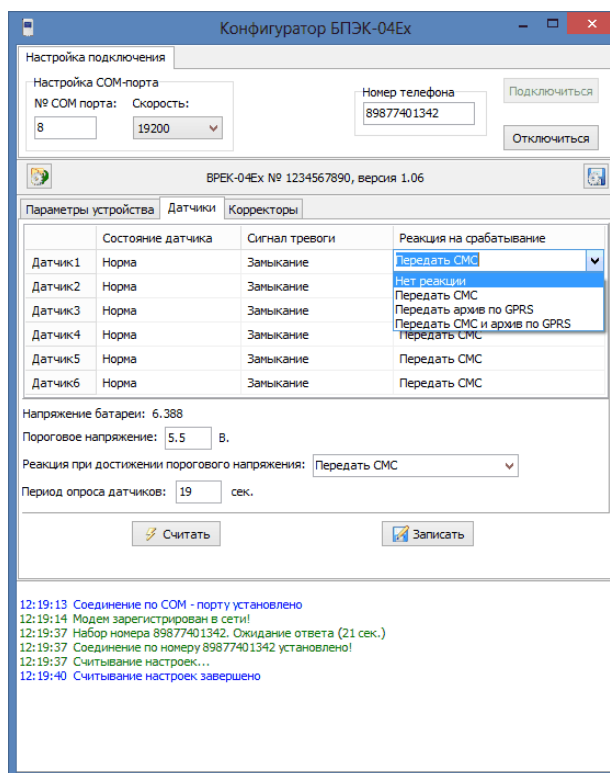 Конфигуратор БПЭК-04Ex
Настройка подключения
Настройка COM-порта
Номер телефона
Подключиться
№ COM порта: Скорость:
89877401342
8 19200
Отключиться
BPEK-04Ex № 1234567890, версия 1.06
Параметры устройства Датчики Корректоры
Состояние датчика Сигнал тревоги Реакция на срабатывание
Датчик1 Норма Замыкание Передать СМС
Нет реакции
Датчик2 Норма Замыкание Передать СМС
Датчик3 Норма Замыкание Передать архив по GPRS
Передать СМС и архив по GPRS
Датчик4 Норма Замыкание Передать СМС
Датчик5 Норма Замыкание Передать СМС
Датчик6 Норма Замыкание Передать СМС
Напряжение батареи: 6.388
Пороговое напряжение: 5.5 В.
Реакция при достижении порогового напряжения: Передать СМС
Период опроса датчиков: 19 сек.
Считать Записать
12:19:13 Соединение по COM - порту установлено
12:19:14 Модем зарегистрирован в сети!
12:19:37 Набор номера 89877401342. Ожидание ответа (21 сек.)
12:19:37 Соединение по номеру 89877401342 установлено!
12:19:37 Считывание настроек...
12:19:40 Считывание настроек завершено